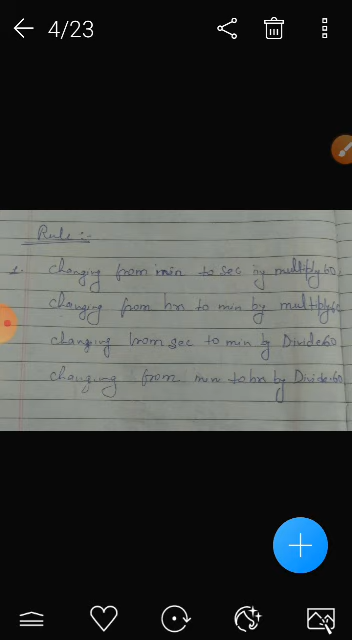 4/23
Rule :-
1. changing from min to sec by multiply 60
changing from hr to min by multiply 60
changing from sec to min by Divide 60
changing from min to hr by Divide 60